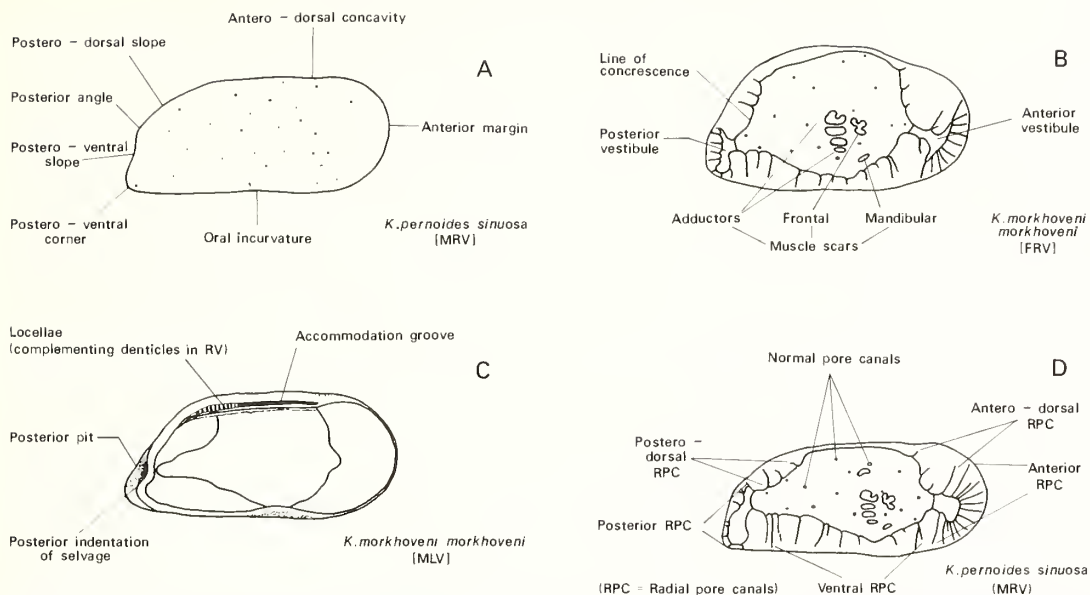 Antero - dorsal concavity
Postero - dorsal slope
A
Posterior angle
Anterior margin
Postero - ventral
slope
Postero - ventral
corner
Oral incurvature
K.pernoides sinuosa
[MRV]
Line of
concrescence
B
Anterior
vestibule
Posterior
vestibule
Adductors
Frontal
Mandibular
Muscle scars
K.morkhoveni
morkhoveni
[FRV]
Locellae
(complementing denticles in RV)
Accommodation groove
C
Posterior pit
Posterior indentation
of selvage
K.morkhoveni morkhoveni
[MLV]
Normal pore canals
D
Antero - dorsal
RPC
Postero -
dorsal
RPC
Anterior
RPC
Posterior RPC
Ventral RPC
(RPC = Radial pore canals)
K.pernoides sinuosa
(MRV)